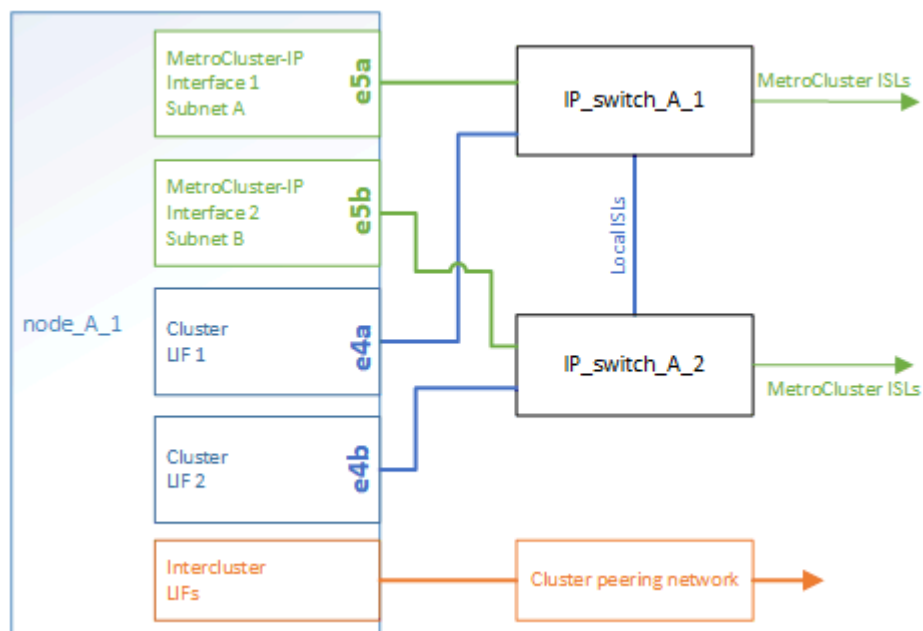 MetroCluster-IP
Interface 1
Subnet A
e5a
IP_switch_A_1
MetroCluster ISLs
MetroCluster-IP
Interface 2
Subnet B
e5b
Local ISLs
node_A_1
Cluster
LIF 1
e4a
IP_switch_A_2
MetroCluster ISLs
Cluster
LIF 2
e4b
Intercluster
LIFs
Cluster peering network